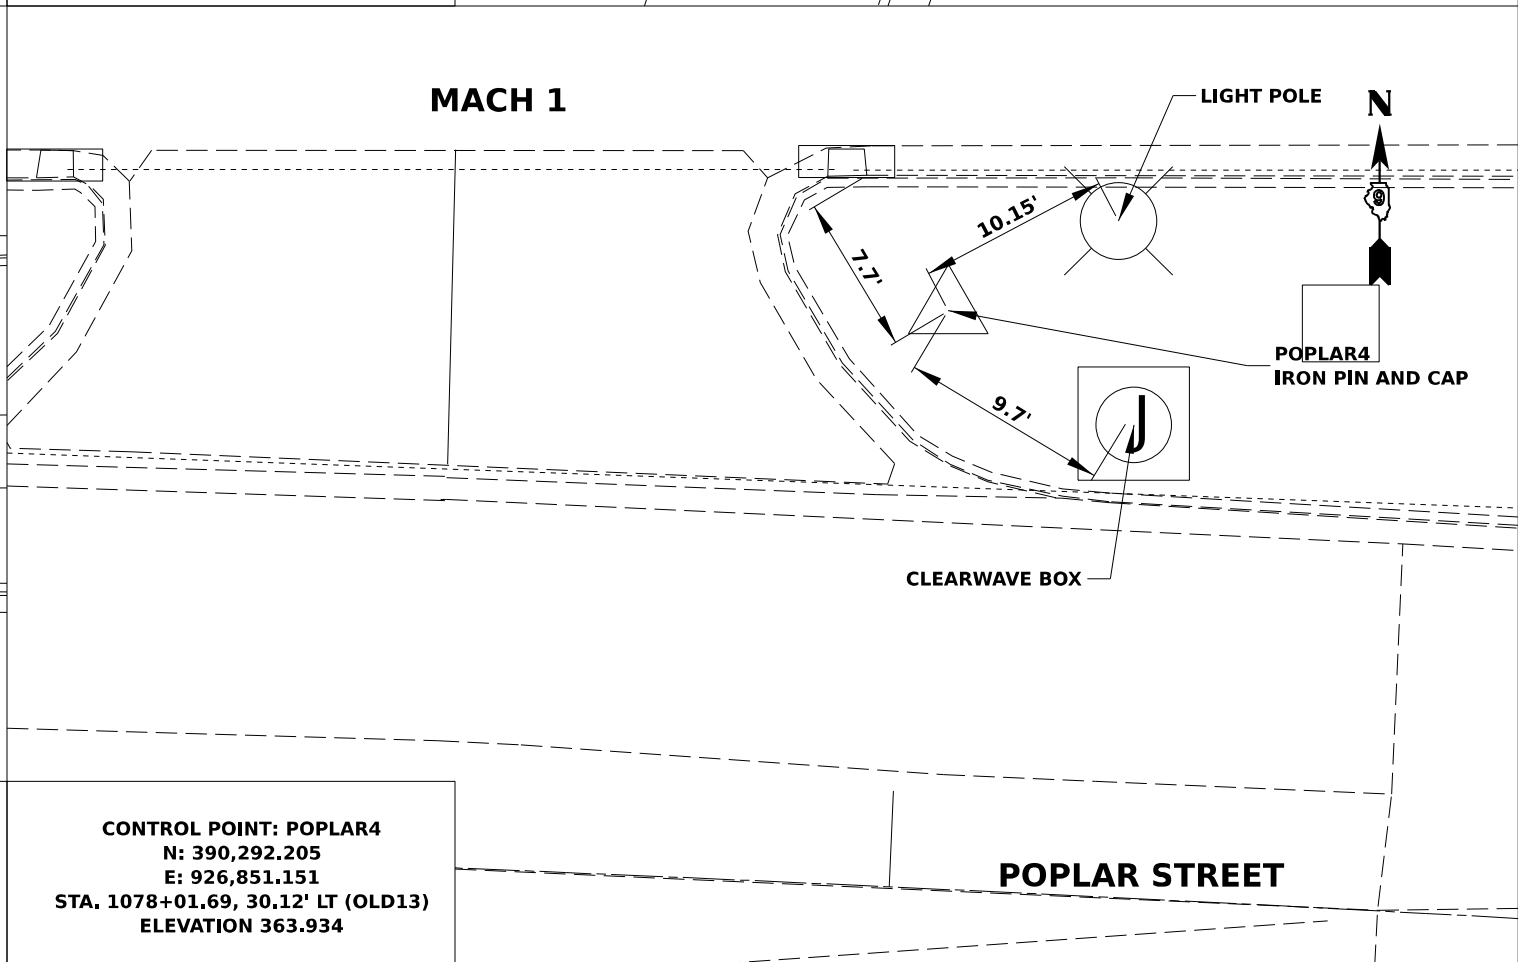 MACH 1
LIGHT POLE
N
9
10.15'
7.7'
POPLAR4
IRON PIN AND CAP
9.7'
J
CLEARWAVE BOX
CONTROL POINT: POPLAR4
N: 390,292.205
E: 926,851.151
STA. 1078+01.69, 30.12' LT (OLD13)
ELEVATION 363.934
POPLAR STREET